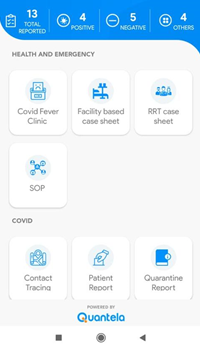 13
TOTAL
REPORTED
4
POSITIVE
5
NEGATIVE
4
OTHERS
HEALTH AND EMERGENCY
Covid Fever
Clinic
Facility based
case sheet
RRT case
sheet
SOP
COVID
Contact
Tracing
Patient
Report
Quarantine
Report
POWERED BY
Quantela